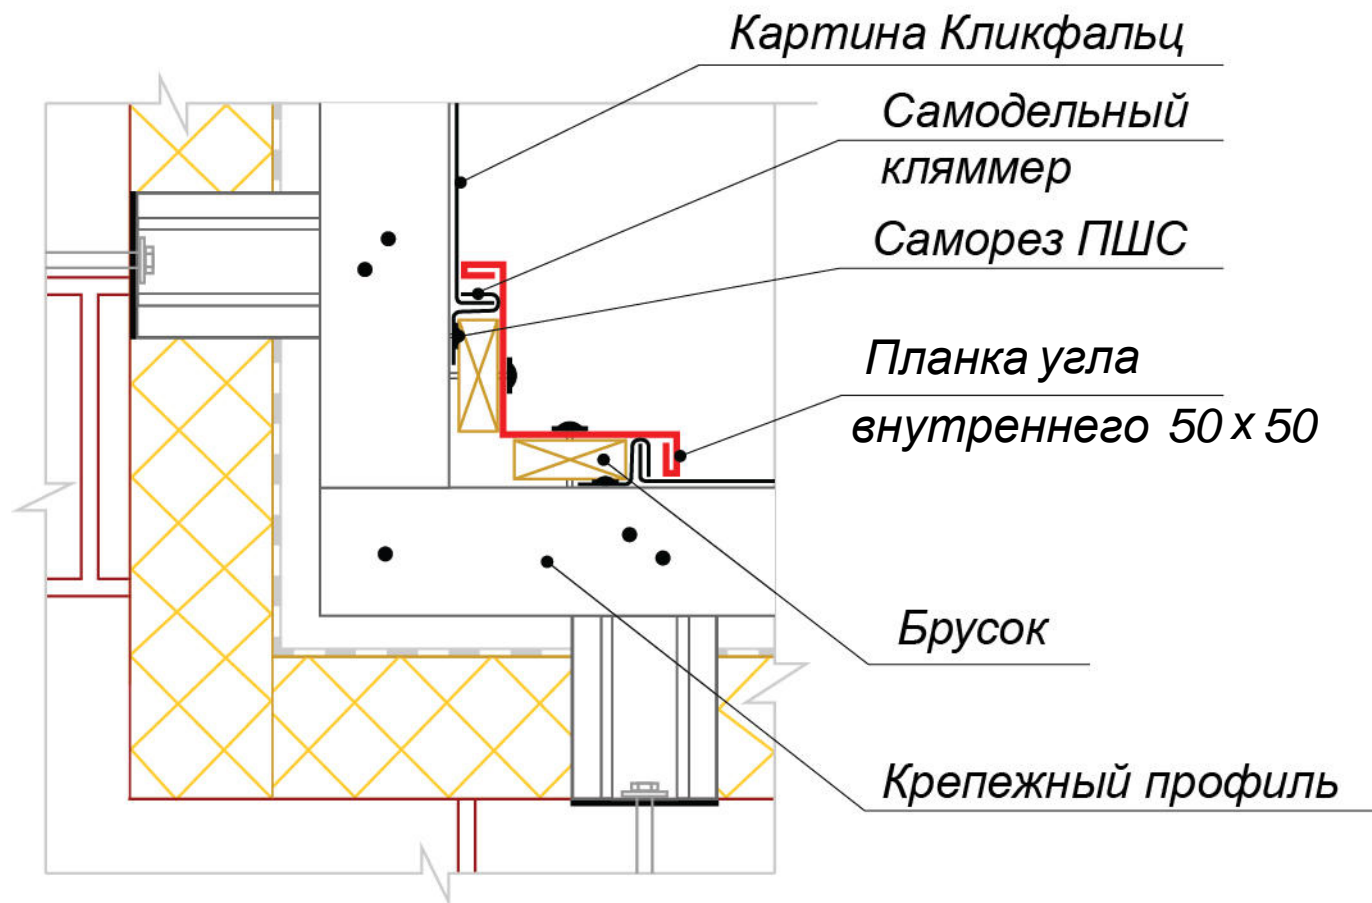 Картина Кликфальц
Самодельный
кляммер
Саморез ПШС
Планка угла
внутреннего 50 х 50
Брусок
Крепежный профиль